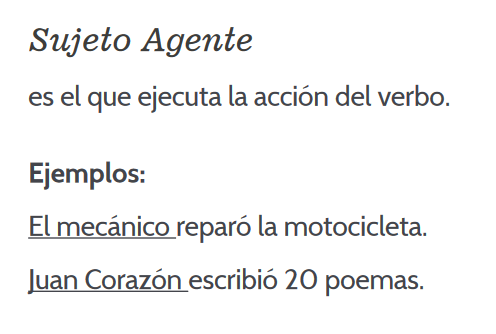 Sujeto Agente
es el que ejecuta la acción del verbo.
Ejemplos:
El mecánico reparó la motocicleta.
Juan Corazón escribió 20 poemas.